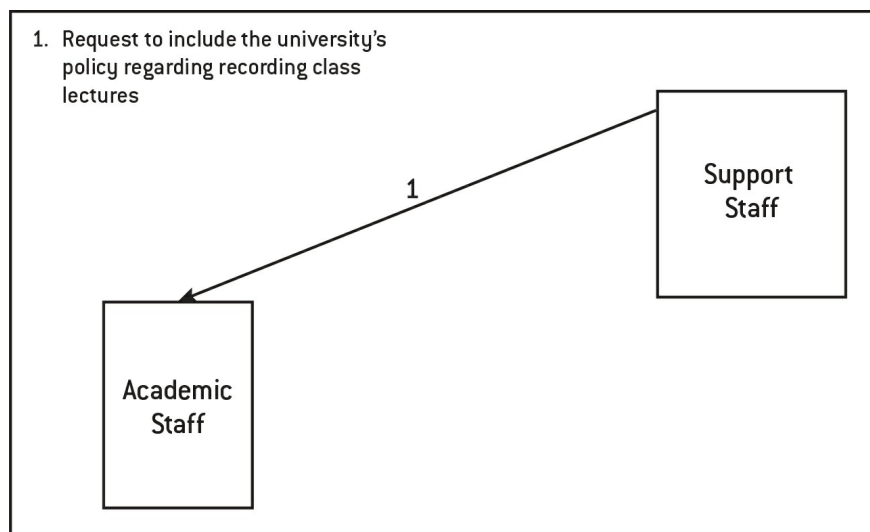 1. Request to include the university's
policy regarding recording class
lectures
Support
Staff
1
Academic
Staff